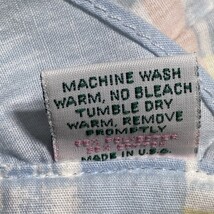 MACHINE WASH
WARM, NO BLEACH
TUMBLE DRY
WARM, REMOVE
PROMPTLY
MADE IN U.S.A.